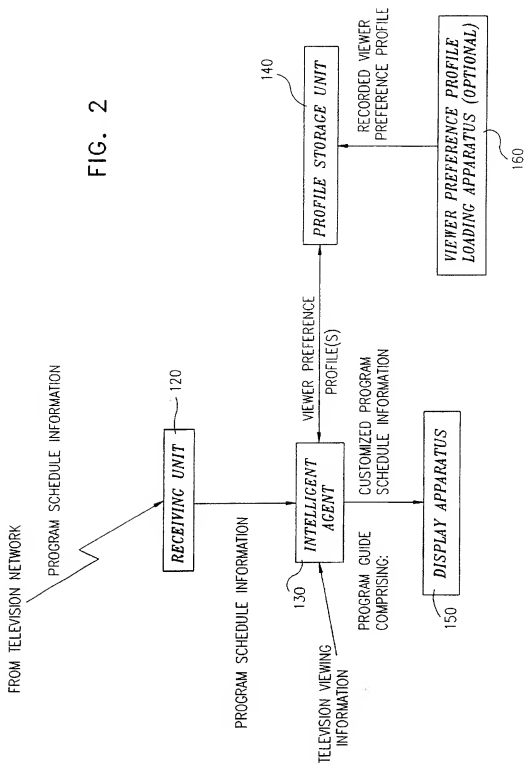 FIG. 2
FROM TELEVISION NETWORK
PROGRAM SCHEDULE INFORMATION
120
RECEIVING UNIT
PROGRAM SCHEDULE INFORMATION
TELEVISION VIEWING
INFORMATION
130
INTELLIGENT
AGENT
VIEWER PREFERENCE
PROFILE(S)
140
PROFILE STORAGE UNIT
RECORDED VIEWER
PREFERENCE PROFILE
VIEWER PREFERENCE PROFILE
LOADING APPARATUS (OPTIONAL)
160
PROGRAM GUIDE
COMPRISING:
CUSTOMIZED PROGRAM
SCHEDULE INFORMATION
DISPLAY APPARATUS
150